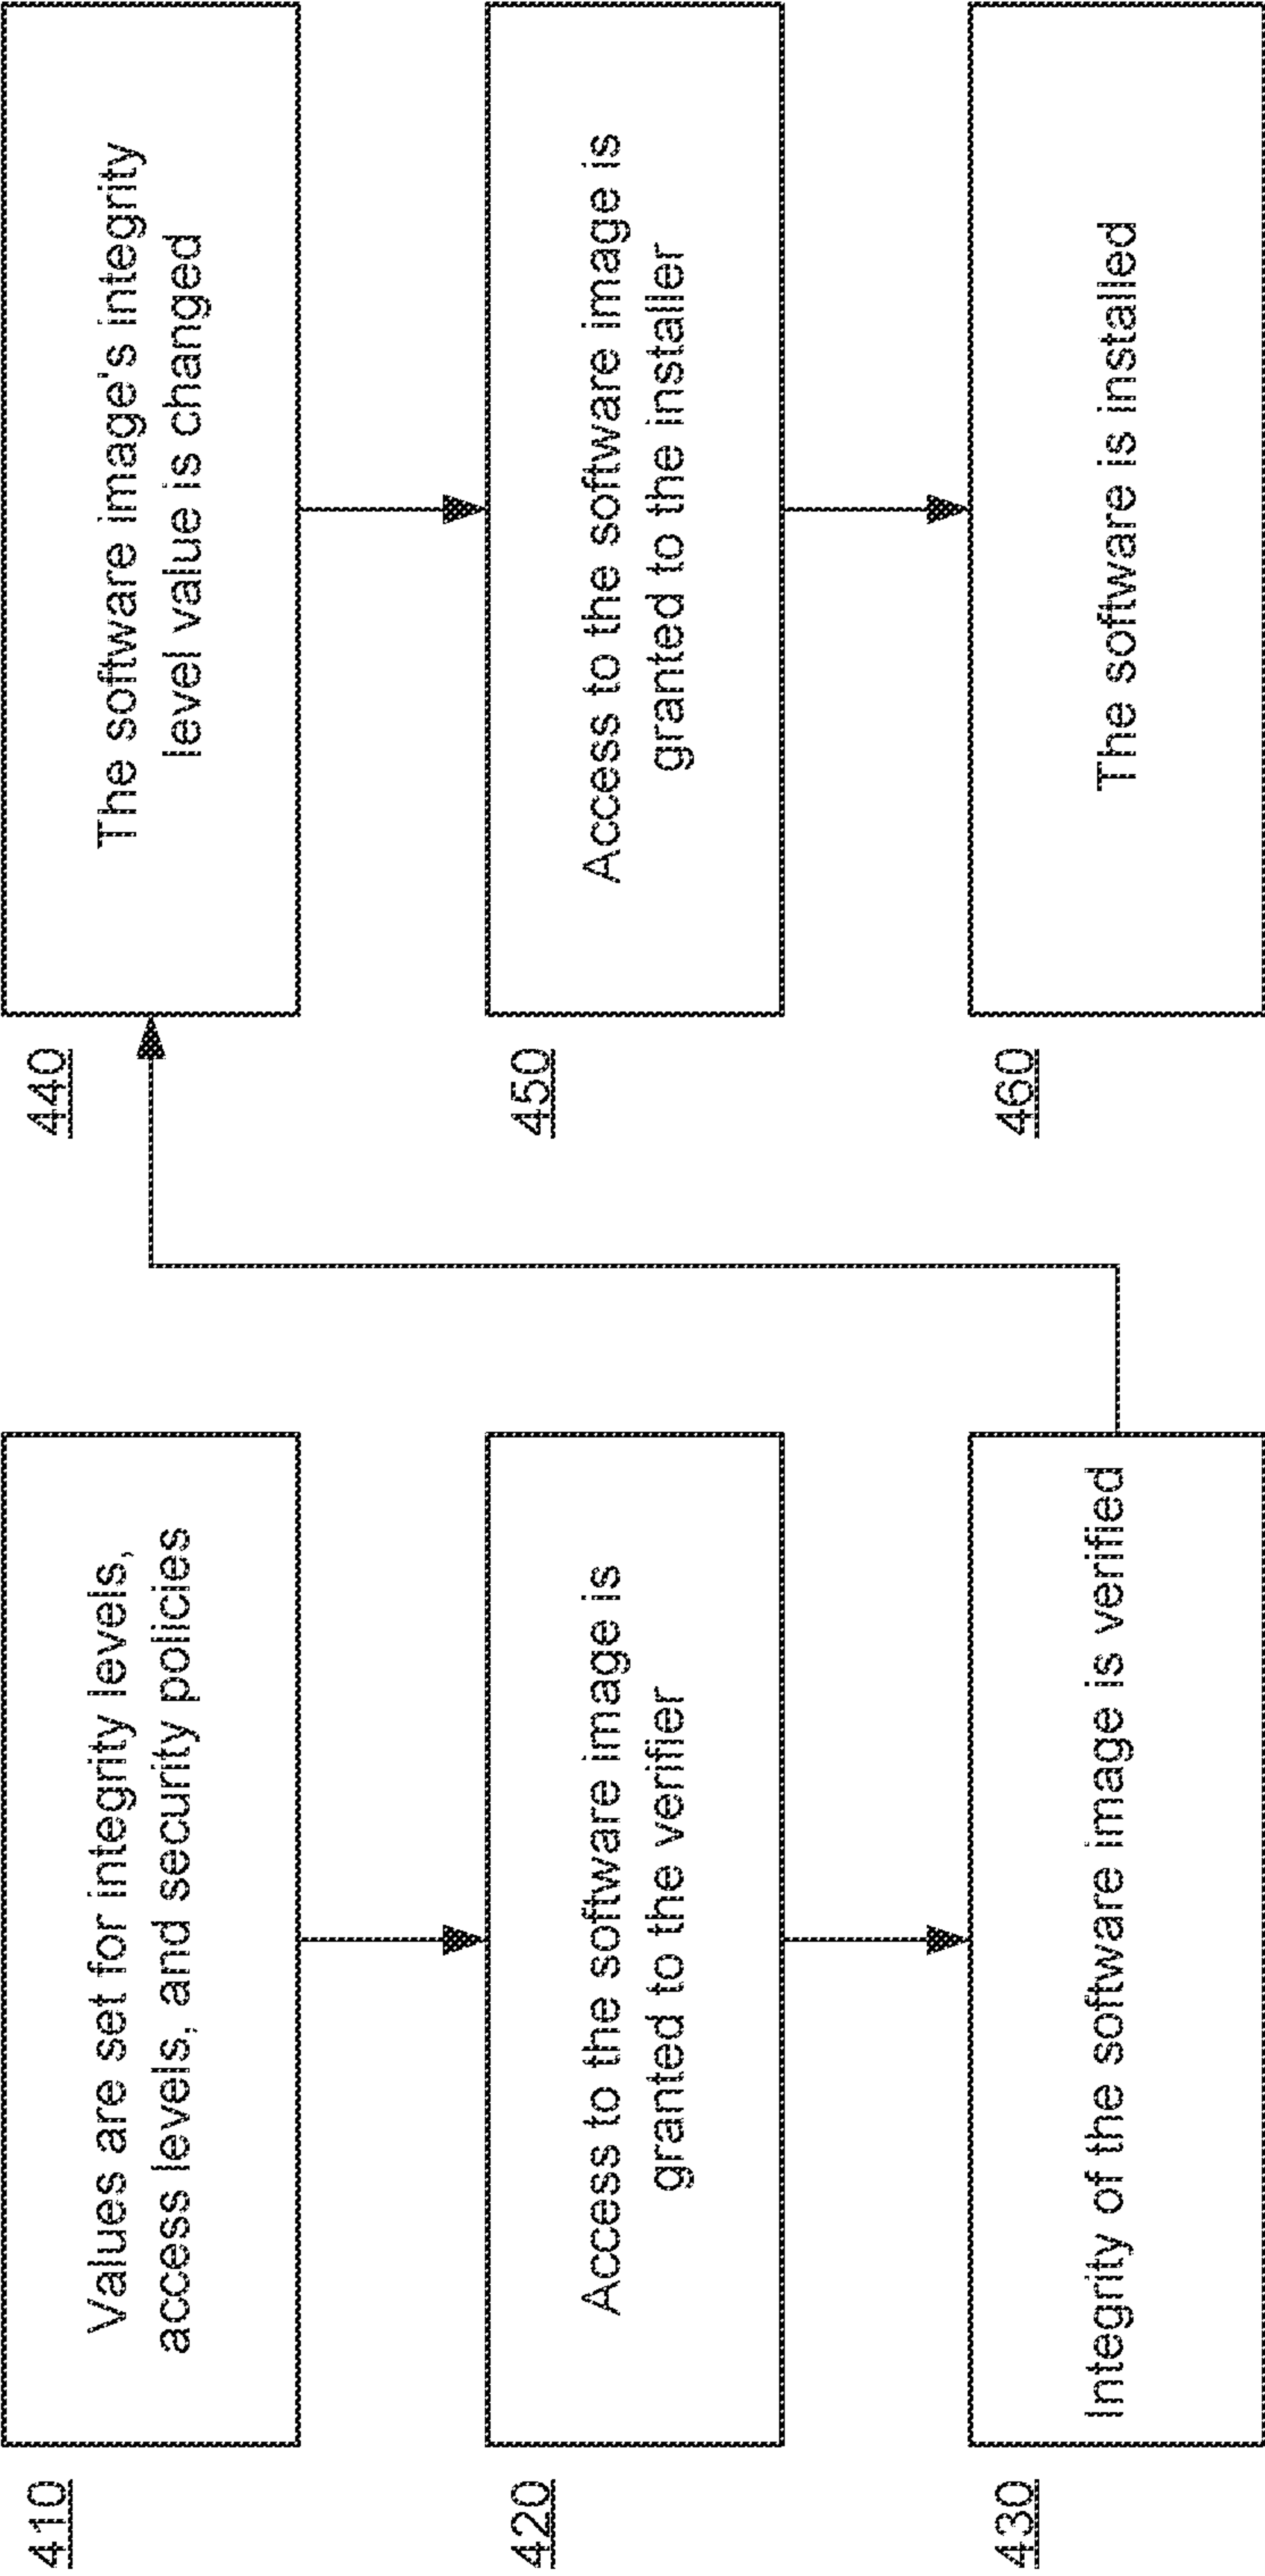 410
Values are set for integrity levels,
access levels, and security policies
420
Access to the software image is
granted to the verifier
430
Integrity of the software image is verified
440
The software image's integrity
level value is changed
450
Access to the software image is
granted to the installer
460
The software is installed